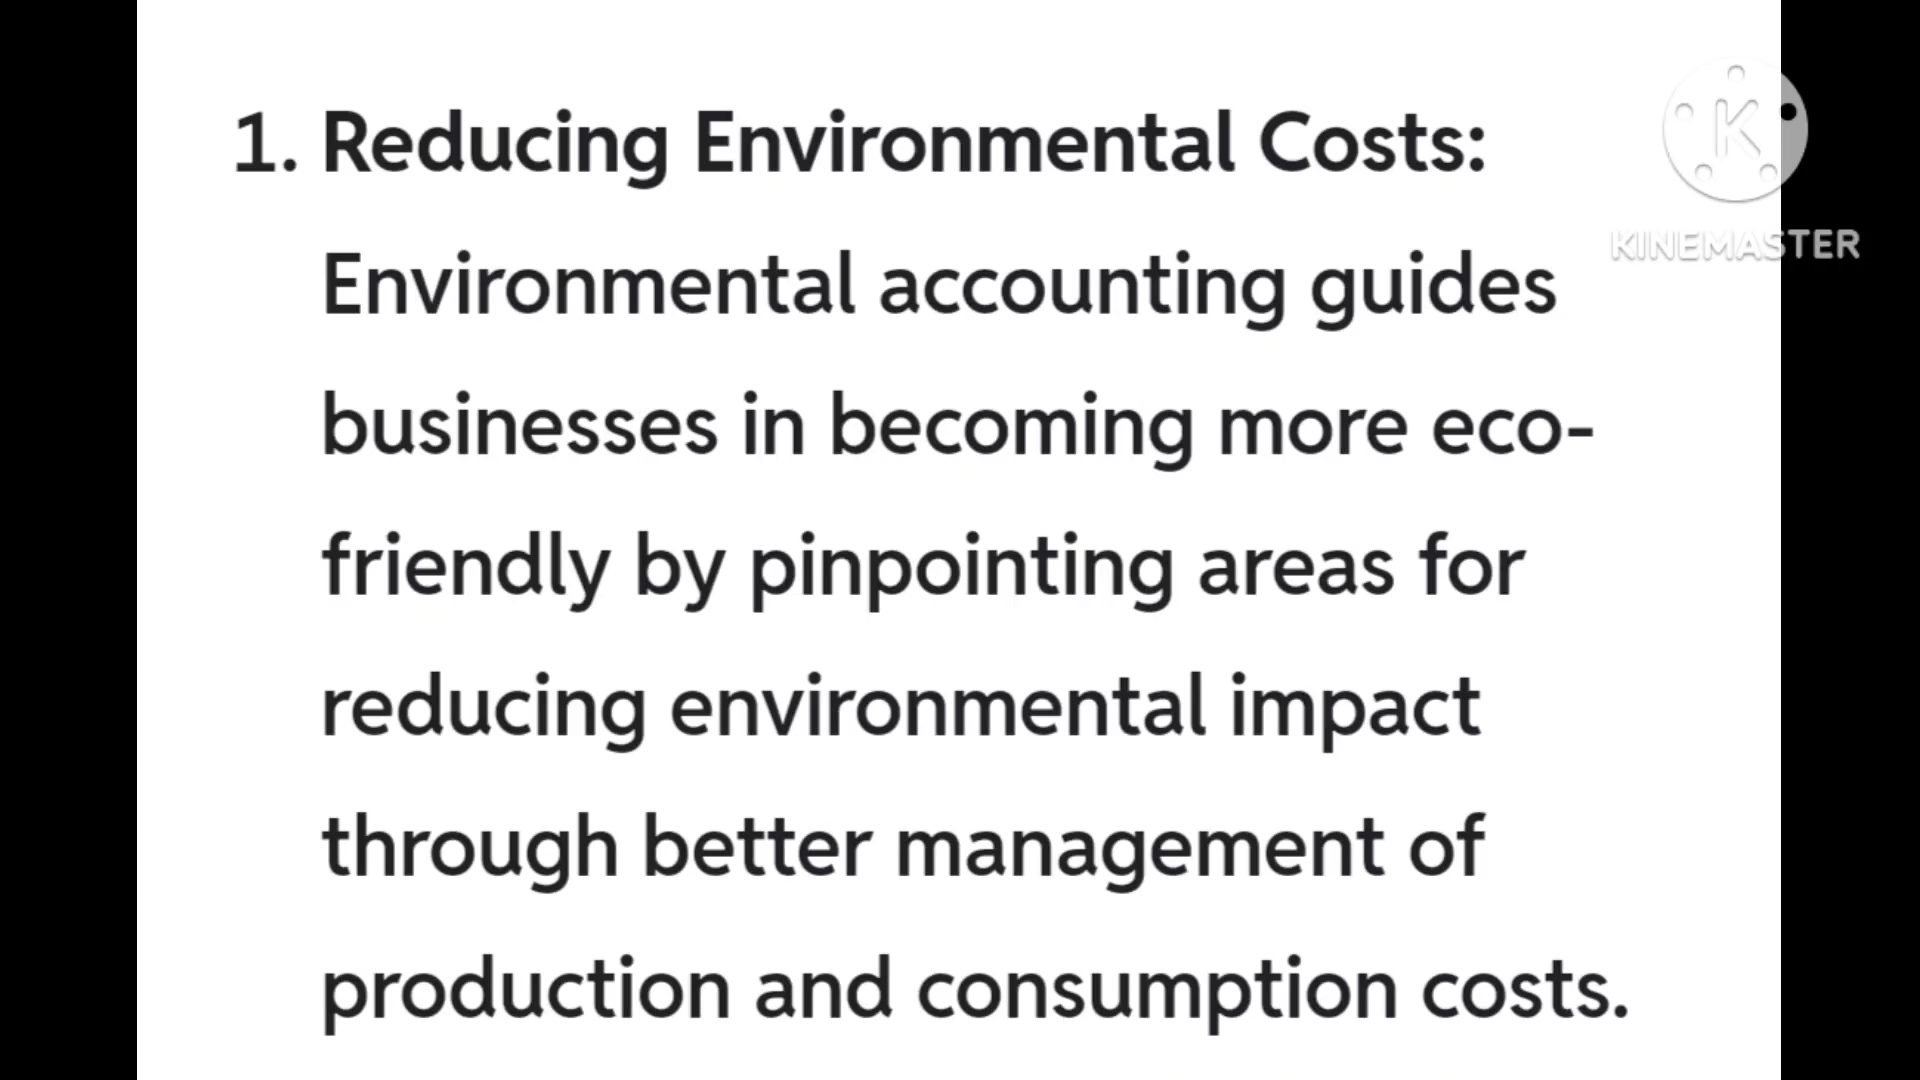 1. Reducing Environmental Costs:
Environmental accounting guides
businesses in becoming more eco-
friendly by pinpointing areas for
reducing environmental impact
through better management of
production and consumption costs.
K
KINEMASTER